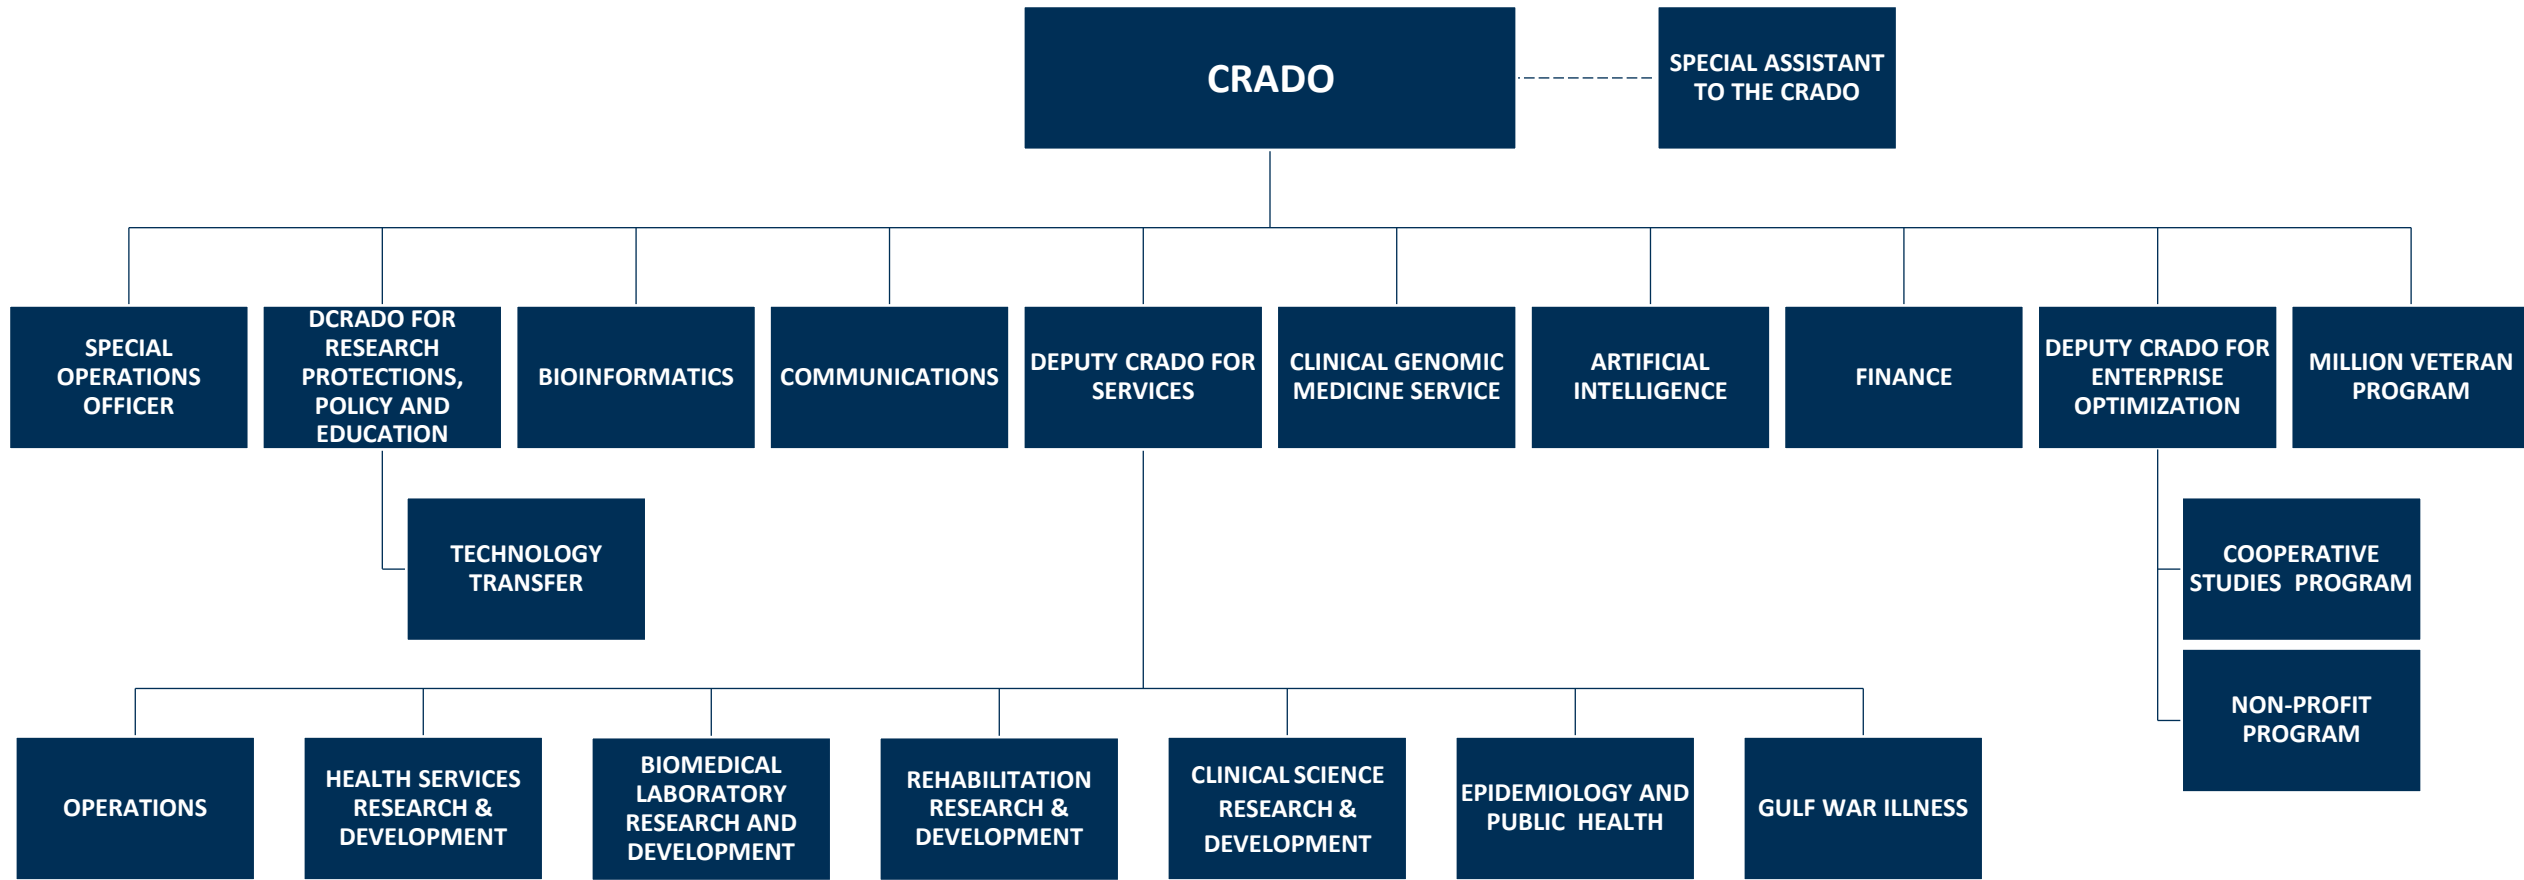 CRADO
SPECIAL ASSISTANT
TO THE CRADO
SPECIAL
OPERATIONS
OFFICER
DCRADO FOR
RESEARCH
PROTECTIONS,
POLICY AND
EDUCATION
BIOINFORMATICS
COMMUNICATIONS
DEPUTY CRADO FOR
SERVICES
CLINICAL GENOMIC
MEDICINE SERVICE
ARTIFICIAL
INTELLIGENCE
FINANCE
DEPUTY CRADO FOR
ENTERPRISE
OPTIMIZATION
MILLION VETERAN
PROGRAM
TECHNOLOGY
TRANSFER
COOPERATIVE
STUDIES PROGRAM
NON-PROFIT
PROGRAM
OPERATIONS
HEALTH SERVICES
RESEARCH &
DEVELOPMENT
BIOMEDICAL
LABORATORY
RESEARCH AND
DEVELOPMENT
REHABILITATION
RESEARCH &
DEVELOPMENT
CLINICAL SCIENCE
RESEARCH &
DEVELOPMENT
EPIDEMIOLOGY AND
PUBLIC HEALTH
GULF WAR ILLNESS